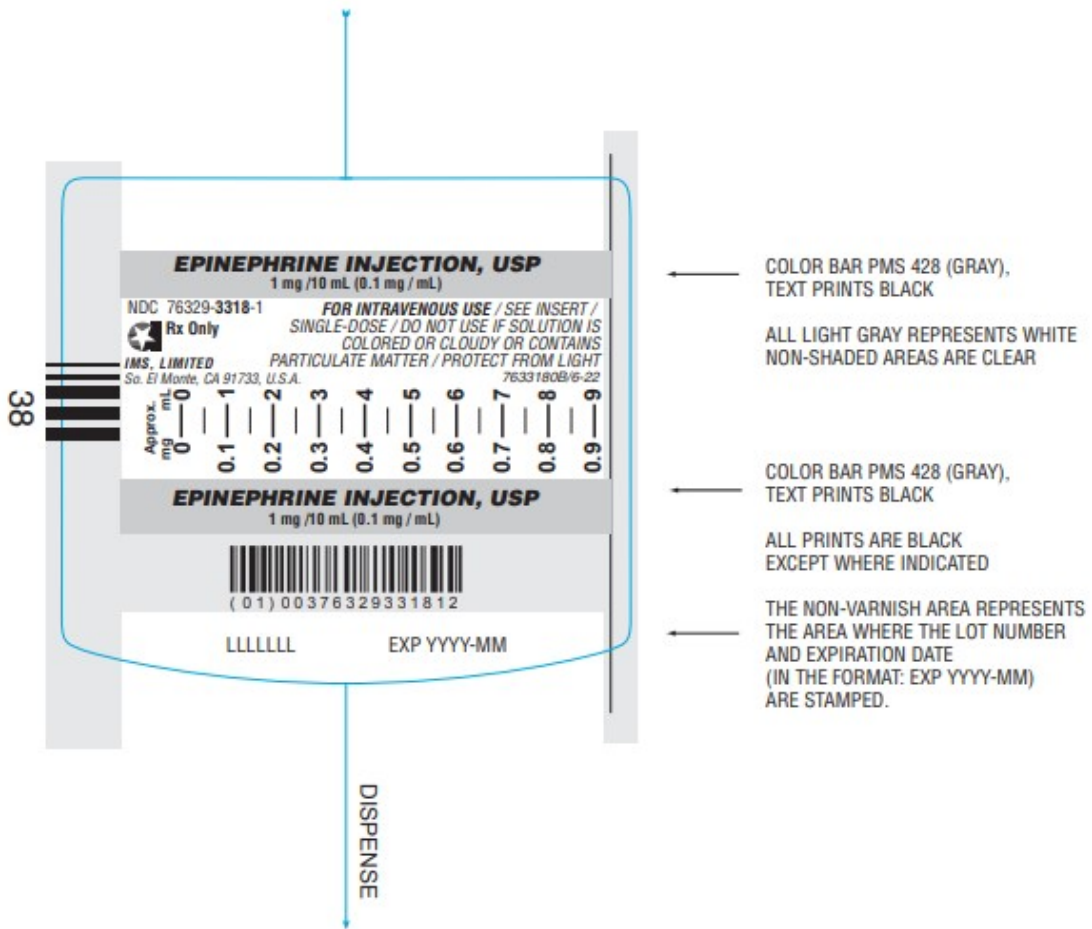 EPINEPHRINE INJECTION, USP
1 mg /10 mL (0.1 mg / mL)
NDC 76329-3318-1
Rx Only
IMS, LIMITED
So. El Monte, CA 91733, U.S.A.
FOR INTRAVENOUS USE / SEE INSERT /
SINGLE-DOSE / DO NOT USE IF SOLUTION IS
COLORED OR CLOUDY OR CONTAINS
PARTICULATE MATTER / PROTECT FROM LIGHT
7633180B/6-22
38
Approx.
mL 0 1 2 3 4 5 6 7 8 9
mg 0 0.1 0.2 0.3 0.4 0.5 0.6 0.7 0.8 0.9
EPINEPHRINE INJECTION, USP
1 mg /10 mL (0.1 mg / mL)
(01)00376329331812
LLLLLLL EXP YYYY-MM
DISPENSE
COLOR BAR PMS 428 (GRAY),
TEXT PRINTS BLACK
ALL LIGHT GRAY REPRESENTS WHITE
NON-SHADED AREAS ARE CLEAR
COLOR BAR PMS 428 (GRAY),
TEXT PRINTS BLACK
ALL PRINTS ARE BLACK
EXCEPT WHERE INDICATED
THE NON-VARNISH AREA REPRESENTS
THE AREA WHERE THE LOT NUMBER
AND EXPIRATION DATE
(IN THE FORMAT: EXP YYYY-MM)
ARE STAMPED.